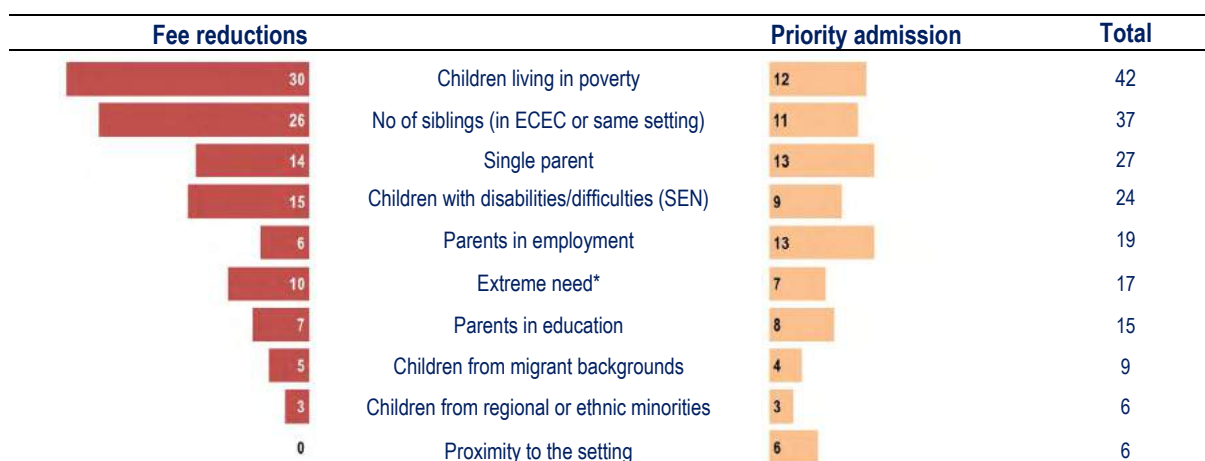 Fee reductions Priority admission Total
30 Children living in poverty 12 42
26 No of siblings (in ECEC or same setting) 11 37
14 Single parent 13 27
15 Children with disabilities/difficulties (SEN) 9 24
6 Parents in employment 13 19
10 Extreme need* 7 17
7 Parents in education 8 15
5 Children from migrant backgrounds 4 9
3 Children from regional or ethnic minorities 3 6
0 Proximity to the setting 6 6